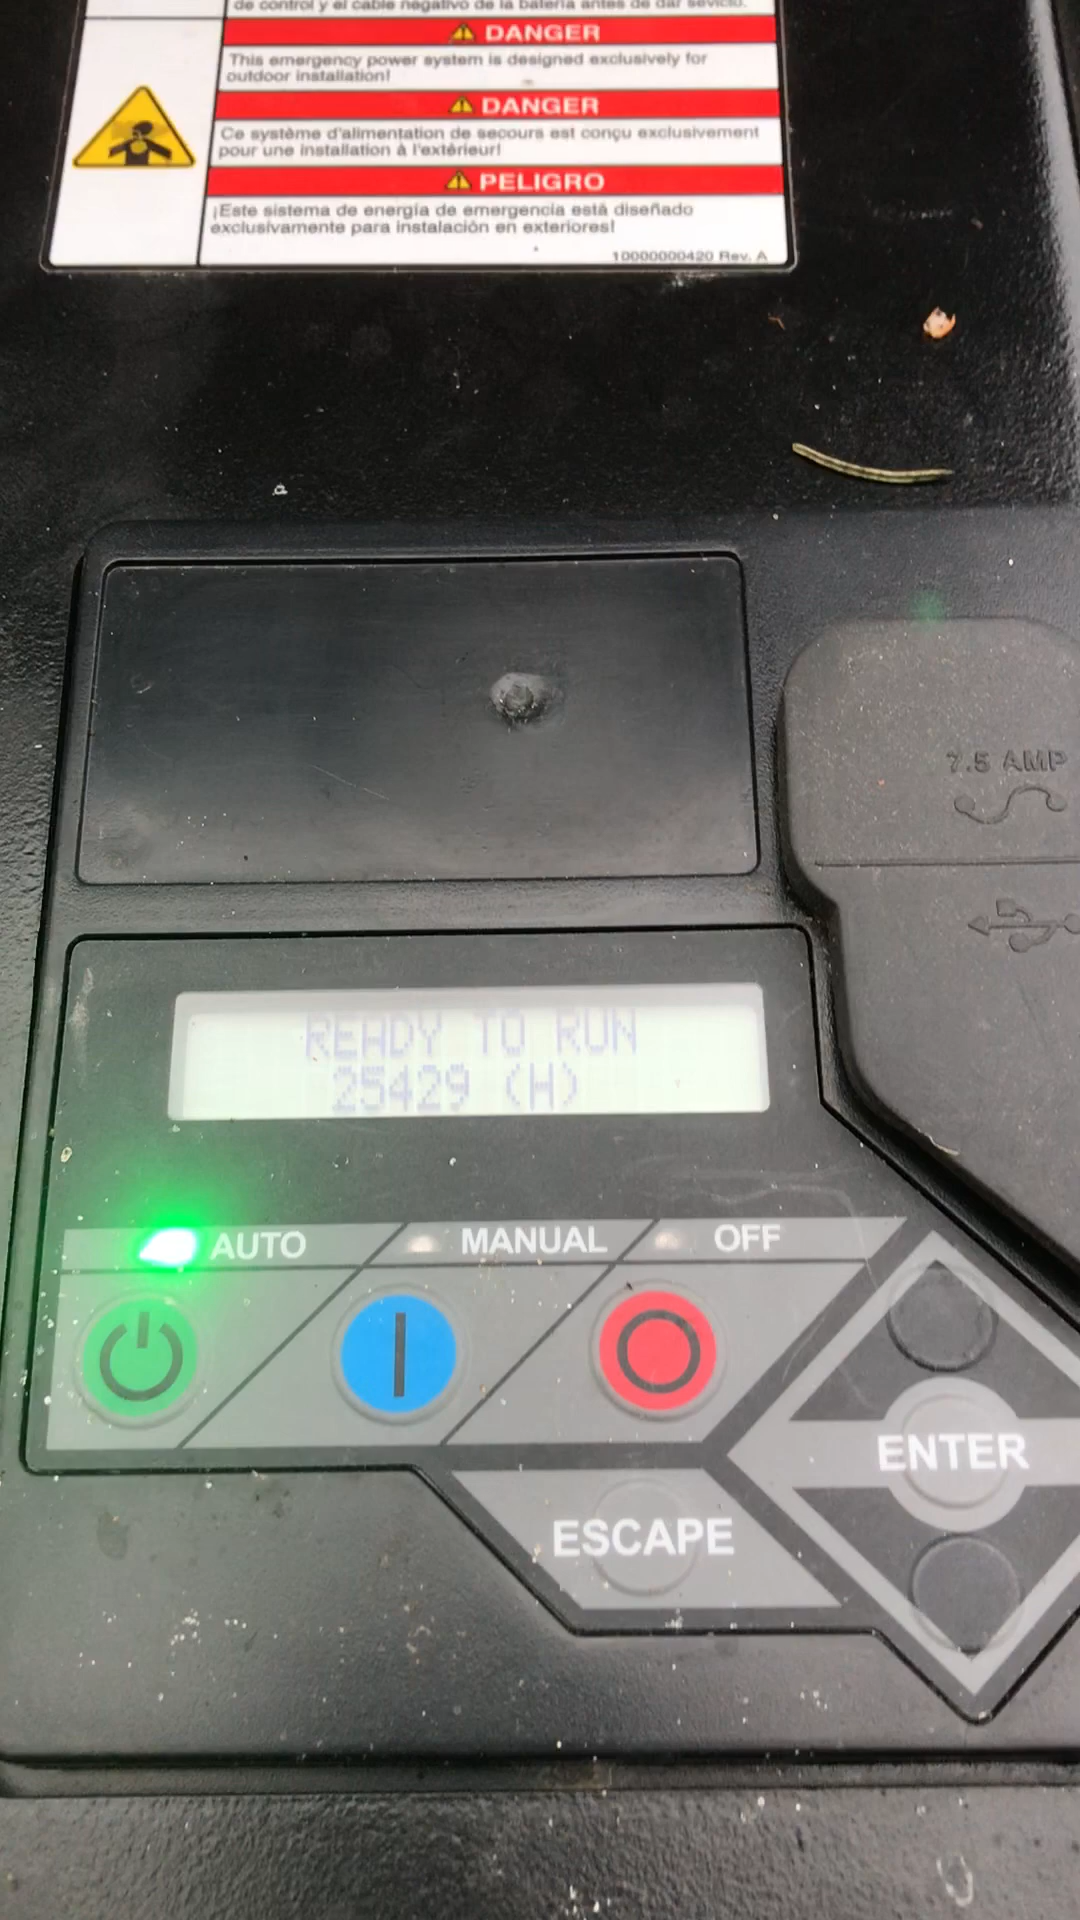 de control y el cable negativo de la batería antes de dar sevicio.
DANGER
This emergency power system is designed exclusively for
outdoor installation!
DANGER
Ce système d'alimentation de secours est conçu exclusivement
pour une installation à l'extérieur!
PELIGRO
¡Este sistema de energía de emergencia está diseñado
exclusivamente para instalación en exteriores!
10000000420 Rev. A
7.5 AMP
READY TO RUN
25429 (H)
AUTO
MANUAL
OFF
ENTER
ESCAPE